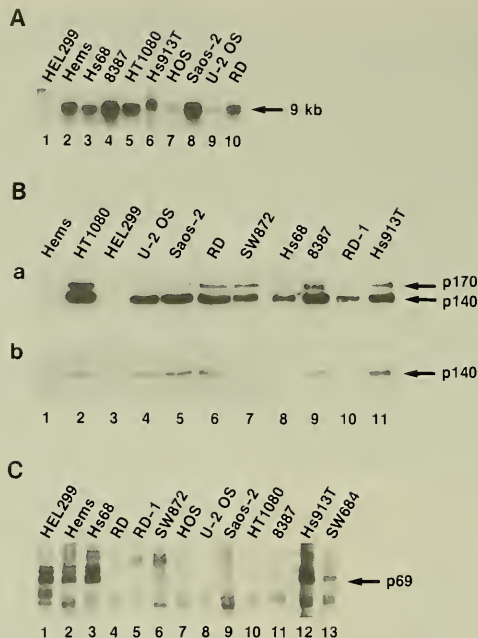 A
HEL299 Hems Hs68 8387 HT1080 Hs913T HOS Saos-2 U-2 OS RD
9 kb
1 2 3 4 5 6 7 8 9 10
B
Hems HT1080 HEL299 U-2 OS Saos-2 RD SW872 Hs68 8387 RD-1 Hs913T
a
p170
p140
b
p140
1 2 3 4 5 6 7 8 9 10 11
C
HEL299 Hems Hs68 RD RD-1 SW872 HOS U-2 OS Saos-2 HT1080 8387 Hs913T SW684
p69
1 2 3 4 5 6 7 8 9 10 11 12 13